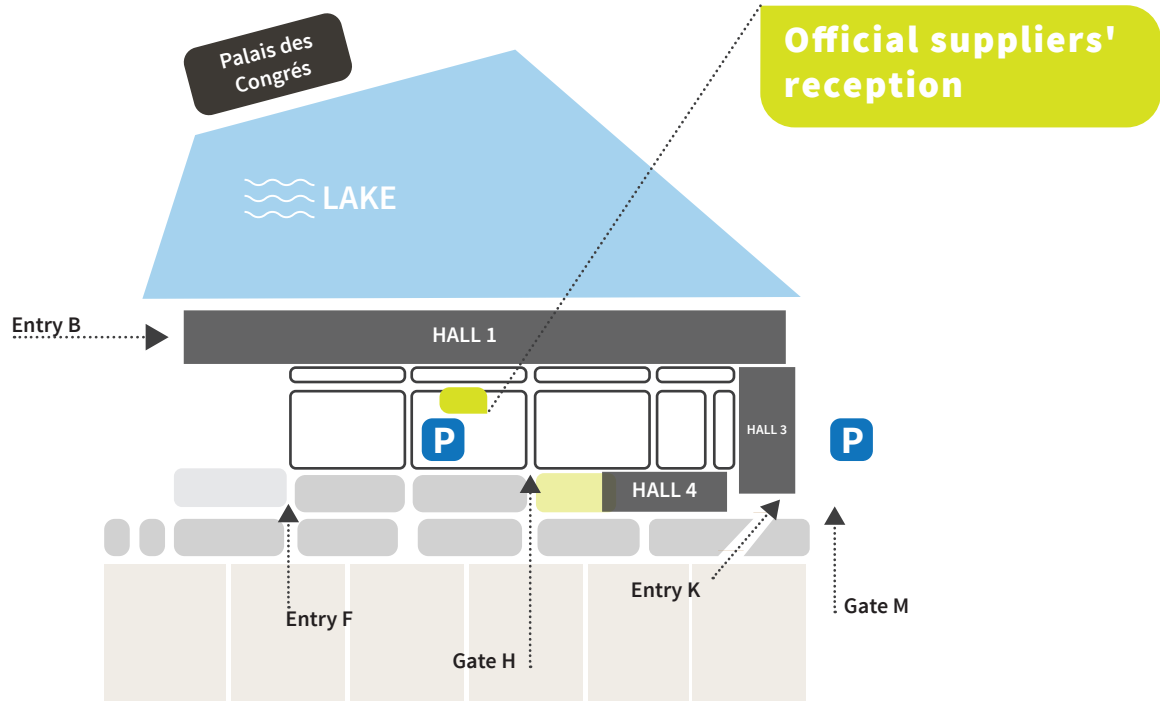 Palais des
Congrés
Official suppliers'
reception
LAKE
Entry B
HALL 1
HALL 3
P
P
HALL 4
Entry K
Gate M
Entry F
Gate H